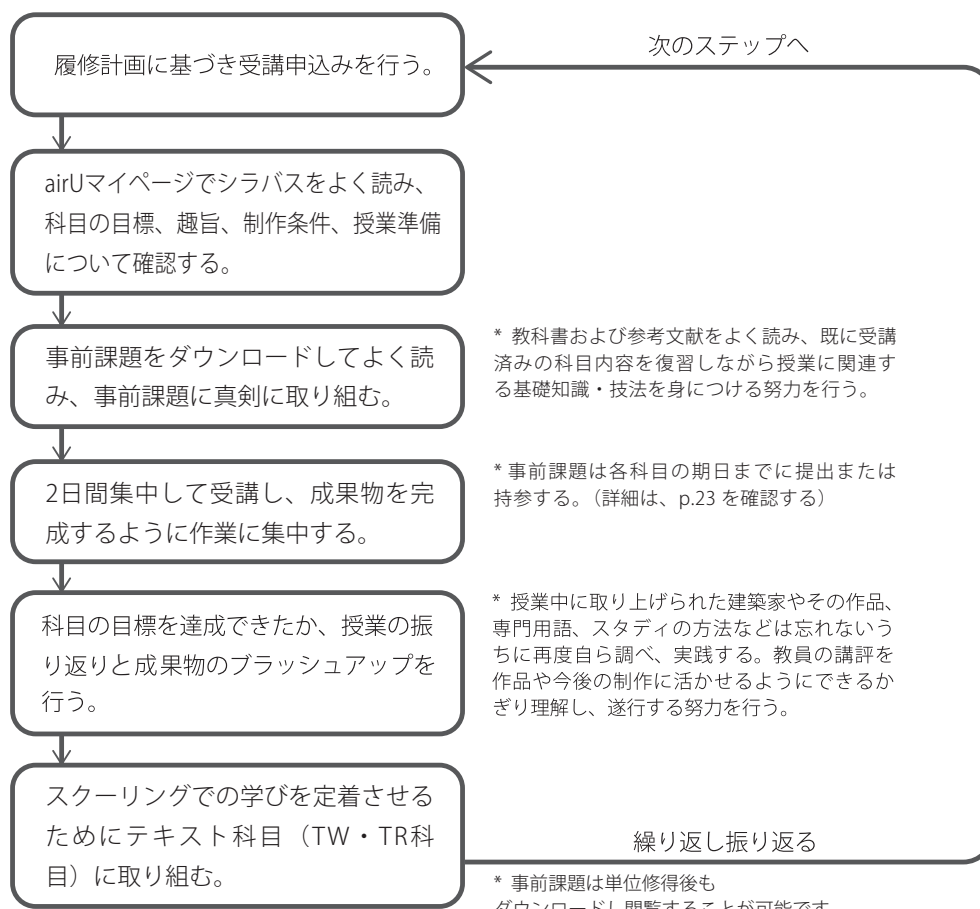 履修計画に基づき受講申込みを行う。
次のステップへ
airUマイページでシラバスをよく読み、
科目の目標、趣旨、制作条件、授業準備
について確認する。
事前課題をダウンロードしてよく読
み、事前課題に真剣に取り組む。
* 教科書および参考文献をよく読み、既に受講
済みの科目内容を復習しながら授業に関連す
る基礎知識・技法を身につける努力を行う。
2日間集中して受講し、成果物を完
成するように作業に集中する。
* 事前課題は各科目の期日までに提出または
持参する。（詳細は、p.23 を確認する）
科目の目標を達成できたか、授業の振
り返りと成果物のブラッシュアップを
行う。
* 授業中に取り上げられた建築家やその作品、
専門用語、スタディの方法などは忘れないう
ちに再度自ら調べ、実践する。教員の講評を
作品や今後の制作に活かせるようにできるか
ぎり理解し、遂行する努力を行う。
スクーリングでの学びを定着させる
ためにテキスト科目（TW・TR科
目）に取り組む。
繰り返し振り返る
* 事前課題は単位修得後も
ダウンロードし閲覧することが可能です